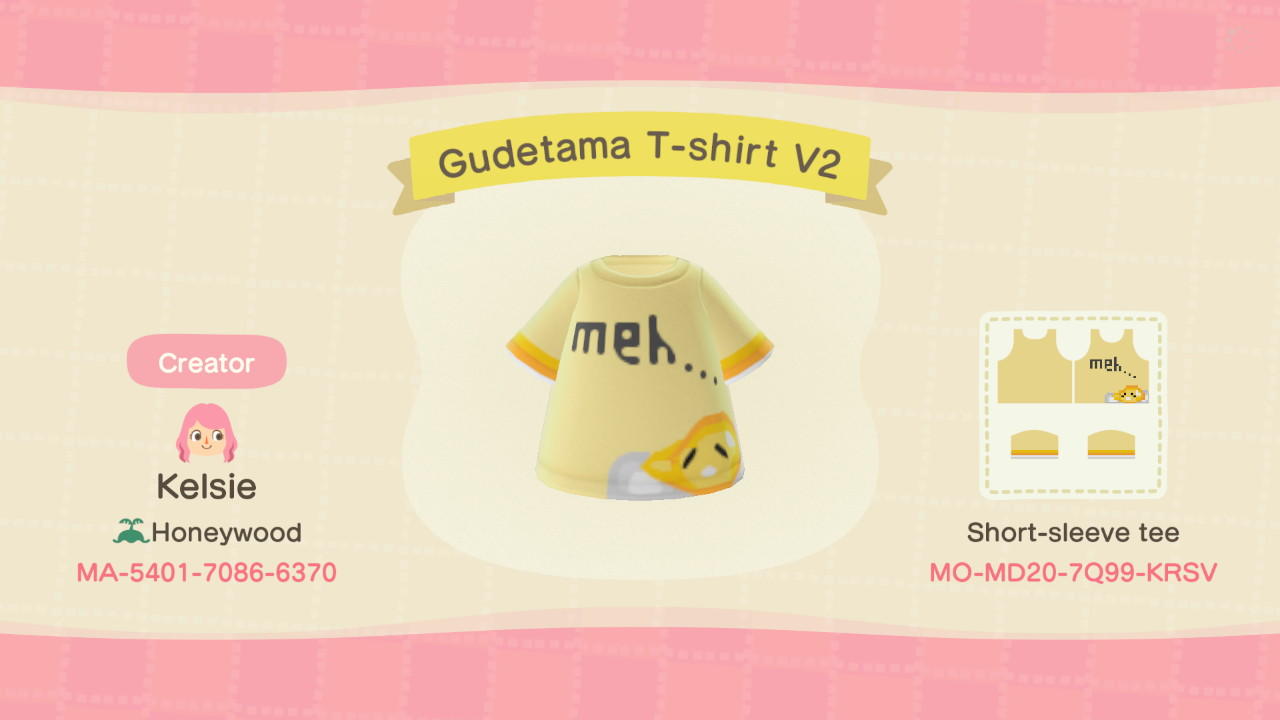 Gudetama T-shirt V2
meh...
Creator
Kelsie
Honeywood
MA-5401-7086-6370
meh...
Short-sleeve tee
MO-MD20-7Q99-KRSV